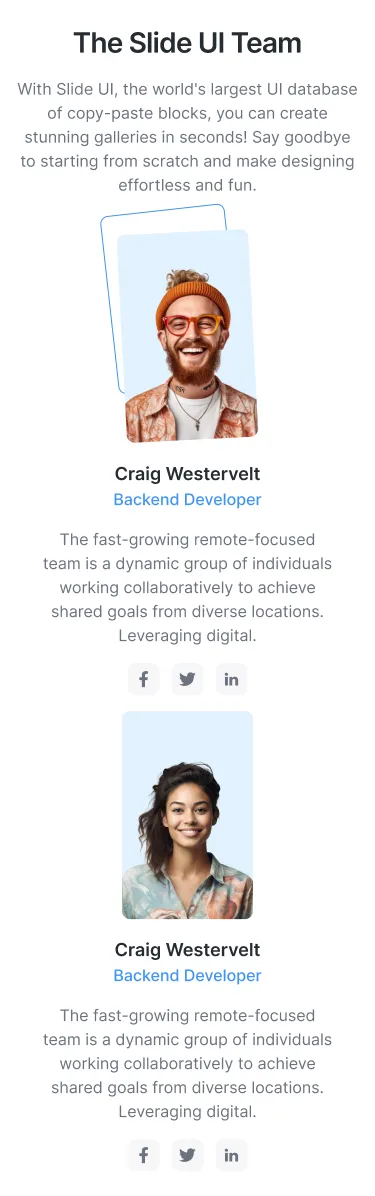 The Slide UI Team
With Slide UI, the world's largest UI database
of copy-paste blocks, you can create
stunning galleries in seconds! Say goodbye
to starting from scratch and make designing
effortless and fun.
Craig Westervelt
Backend Developer
The fast-growing remote-focused
team is a dynamic group of individuals
working collaboratively to achieve
shared goals from diverse locations.
Leveraging digital.
Craig Westervelt
Backend Developer
The fast-growing remote-focused
team is a dynamic group of individuals
working collaboratively to achieve
shared goals from diverse locations.
Leveraging digital.